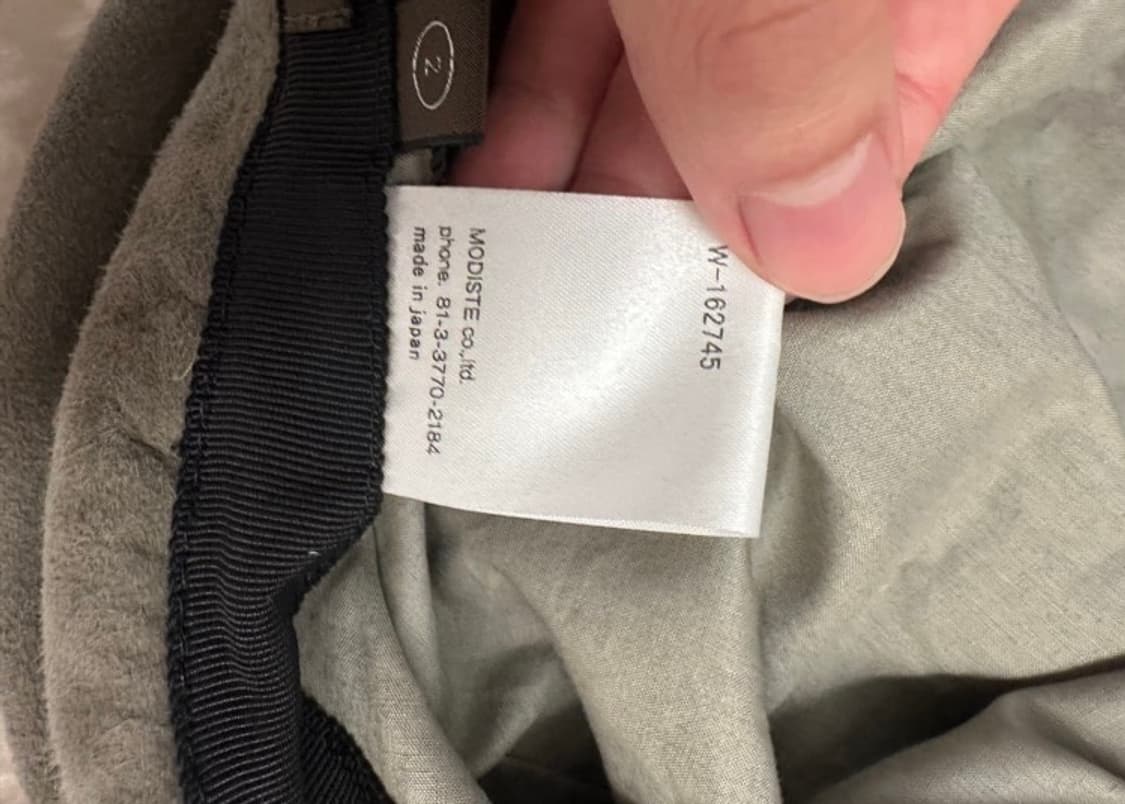 2
W-162745
MODISTE co.,ltd.
phone. 81-3-3770-2184
made in japan